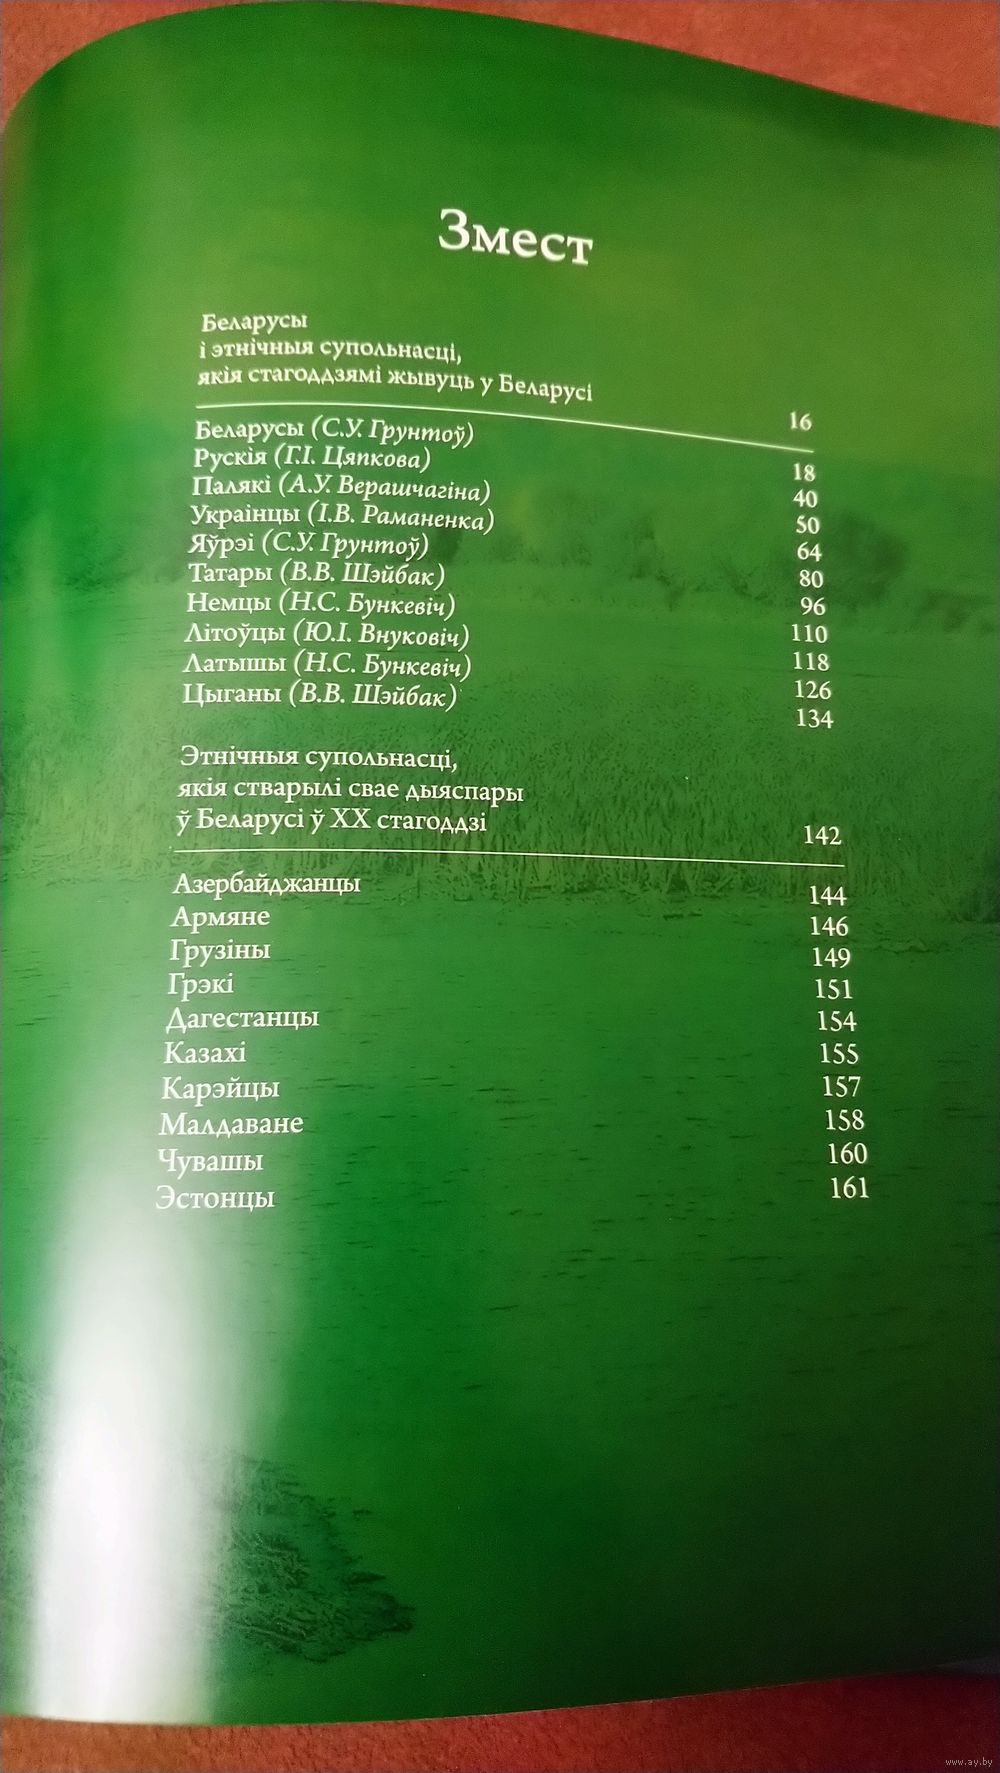 Змест
Беларусы
і этнічныя супольнасці,
якія стагоддзямі жывуць у Беларусі 16
Беларусы (С.У. Грунтоў) 18
Рускія (Г.І. Цяпкова) 40
Палякі (А.У. Верашчагіна) 50
Украінцы (І.В. Раманенка) 64
Яўрэі (С.У. Грунтоў) 80
Татары (В.В. Шэйбак) 96
Немцы (Н.С. Бункевіч) 110
Літоўцы (Ю.І. Внуковіч) 118
Латышы (Н.С. Бункевіч) 126
Цыганы (В.В. Шэйбак) 134
Этнічныя супольнасці,
якія стварылі свае дыяспары
ў Беларусі ў XX стагоддзі 142
Азербайджанцы 144
Армяне 146
Грузіны 149
Грэкі 151
Дагестанцы 154
Казахі 155
Карэйцы 157
Малдаване 158
Чувашы 160
Эстонцы 161
www.ay.by